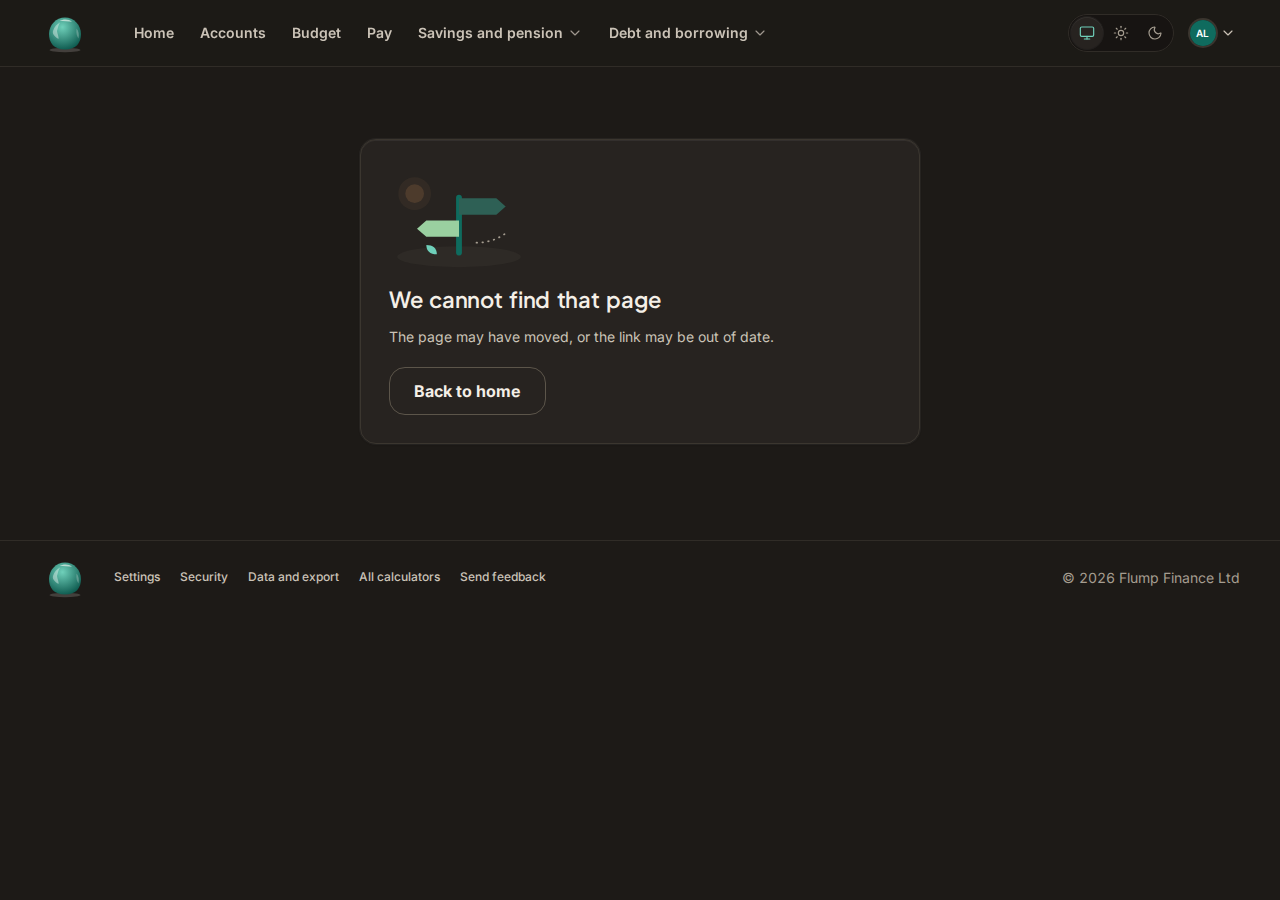 Home Accounts Budget Pay Savings and pension Debt and borrowing AL
We cannot find that page
The page may have moved, or the link may be out of date.
Back to home
Settings Security Data and export All calculators Send feedback © 2026 Flump Finance Ltd